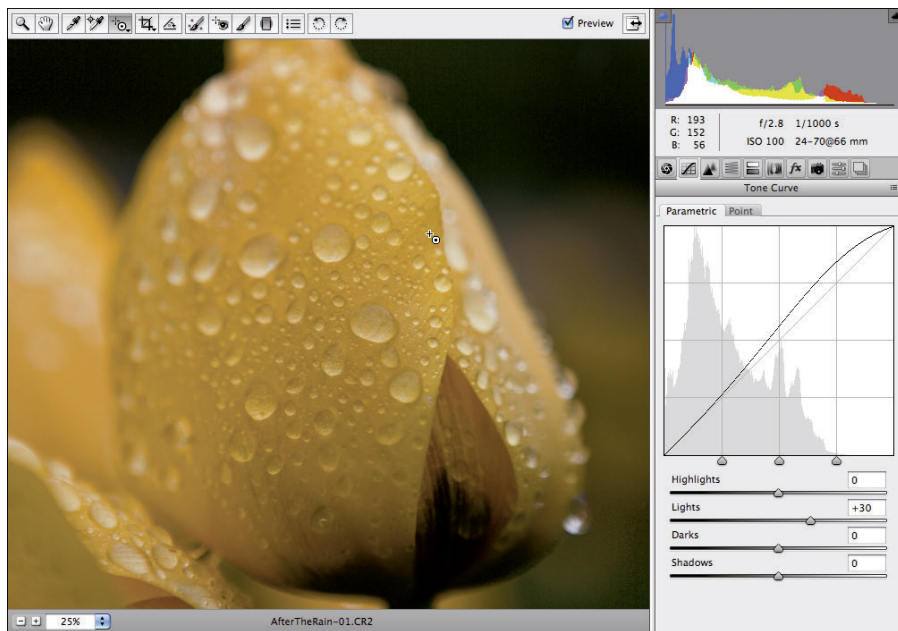 Preview
R: 193
G: 152
B: 56
f/2.8 1/1000 s
ISO 100 24-70@66 mm
fx
Tone Curve
Parametric Point
Highlights 0
Lights +30
Darks 0
Shadows 0
25% AfterTheRain-01.CR2